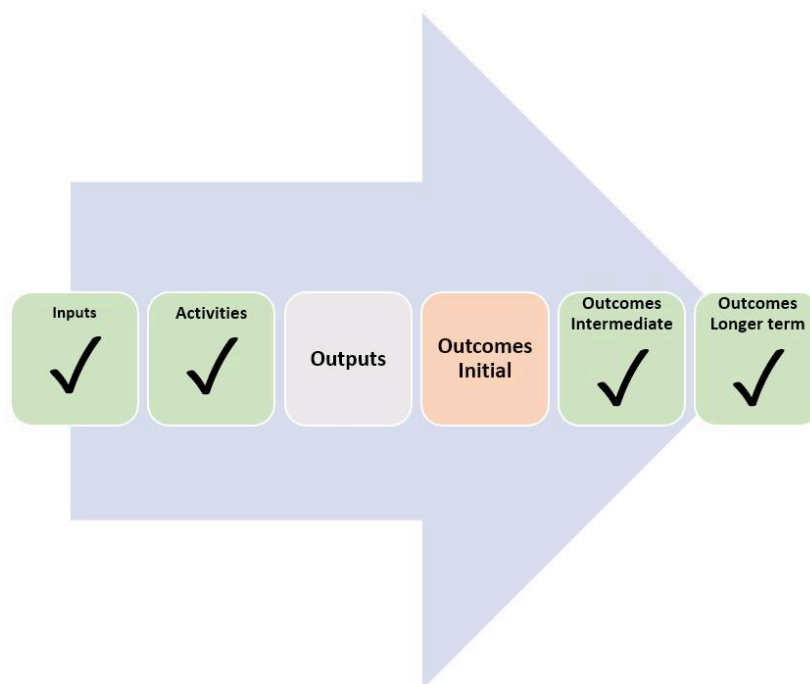 Inputs
Activities
Outputs
Outcomes
Initial
Outcomes
Intermediate
Outcomes
Longer term